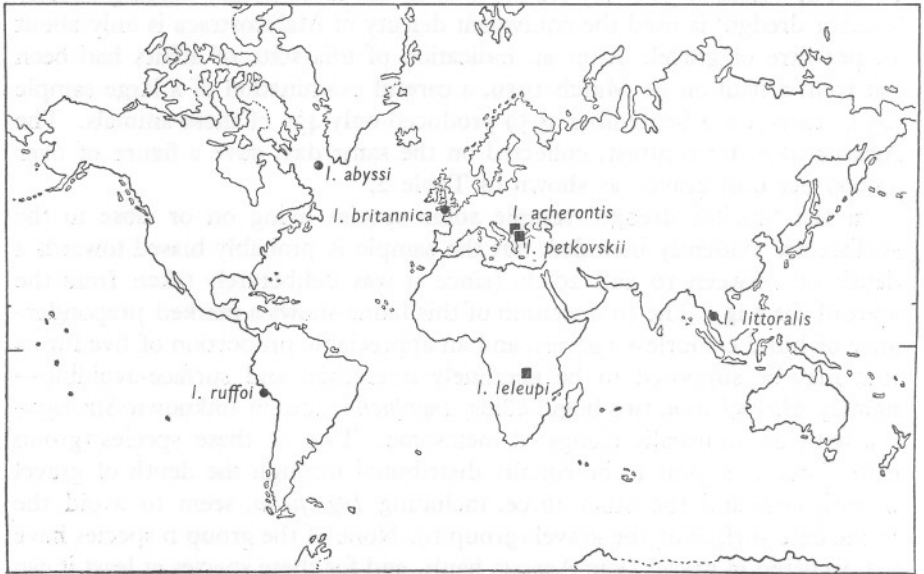 I. abyssi
I. britannica
I. acherontis
I. petkovskii
I. littoralis
I. leleupi
I. ruffoi